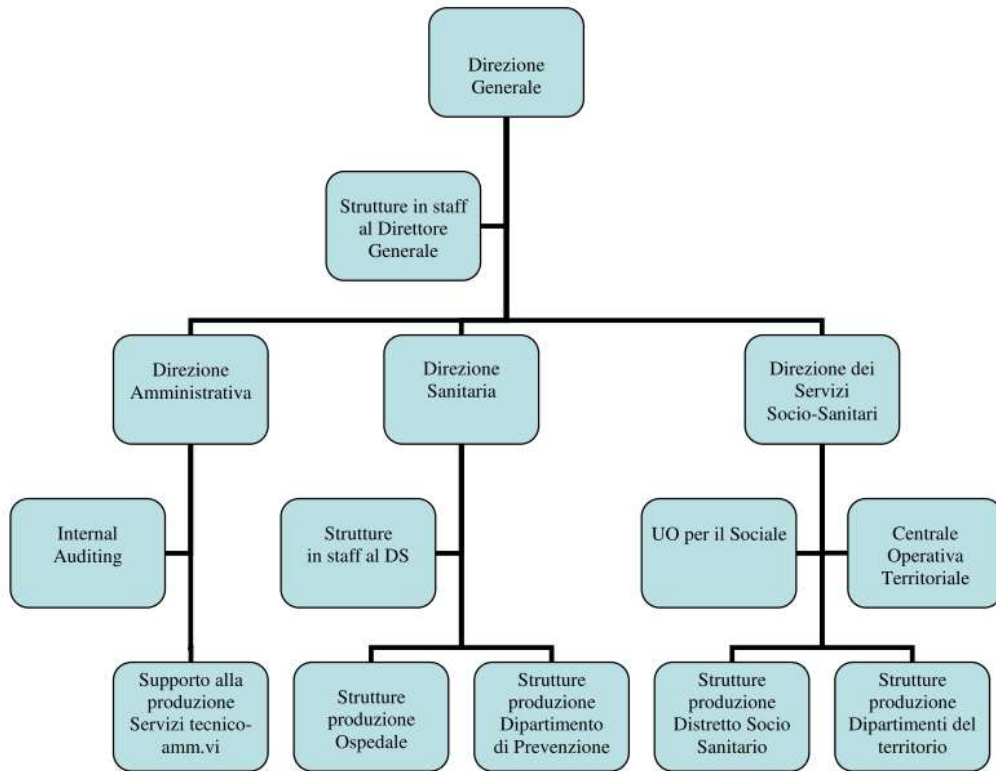 Direzione
Generale
Strutture in staff
al Direttore
Generale
Direzione
Amministrativa
Direzione
Sanitaria
Direzione dei
Servizi
Socio-Sanitari
Internal
Auditing
Strutture
in staff al DS
UO per il Sociale
Centrale
Operativa
Territoriale
Supporto alla
produzione
Servizi tecnico-
amm.vi
Strutture
produzione
Ospedale
Strutture
produzione
Dipartimento
di Prevenzione
Strutture
produzione
Distretto Socio
Sanitario
Strutture
produzione
Dipartimenti del
territorio